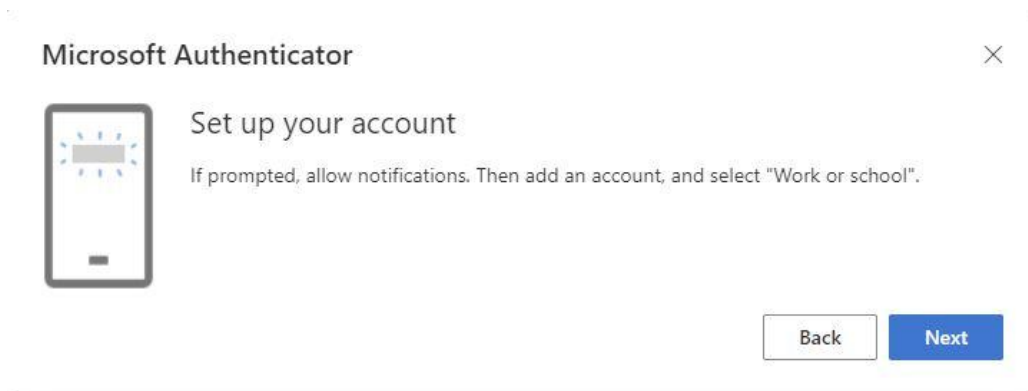 Microsoft Authenticator
Set up your account
If prompted, allow notifications. Then add an account, and select "Work or school".
Back
Next